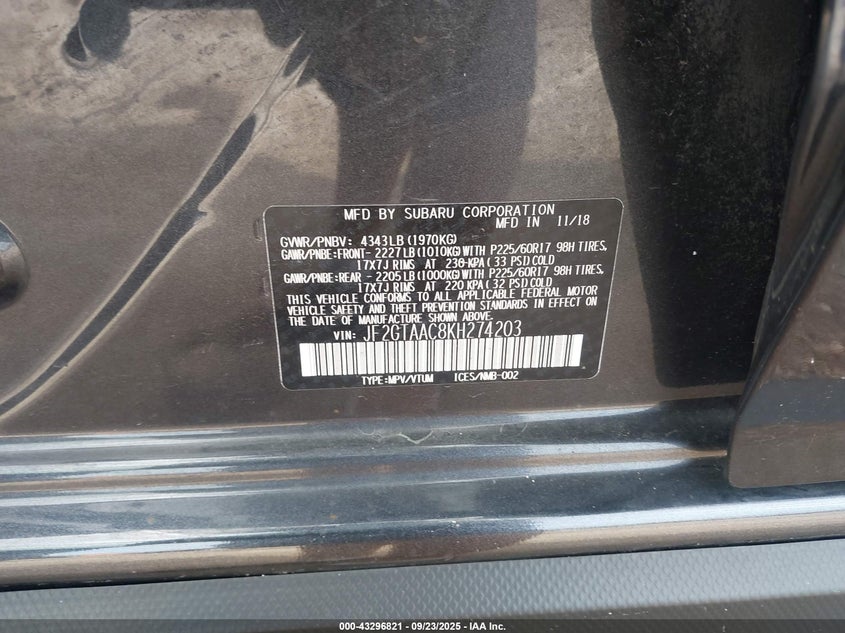 MFD BY SUBARU CORPORATION
MFD IN 11/18
GVWR/PNBV: 4343LB(1970KG)
GAWR/PNBE:FRONT-2227LB(1010KG)WITH P225/60R17 98H TIRES,
17X7J RIMS AT 230 KPA(33 PSI)COLD
GAWR/PNBE:REAR -2205LB(1000KG)WITH P225/60R17 98H TIRES,
17X7J RIMS AT 220 KPA(32 PSI)COLD
THIS VEHICLE CONFORMS TO ALL APPLICABLE FEDERAL MOTOR
VEHICLE SAFETY AND THEFT PREVENTION STANDARDS IN EFFECT ON
THE DATE OF MANUFACTURE SHOWN ABOVE.
VIN: JF2GTAAC8KH274203
TYPE:MPV/VTUM ICES/NMB-002
000-43296821 - 09/23/2025 - IAA Inc.